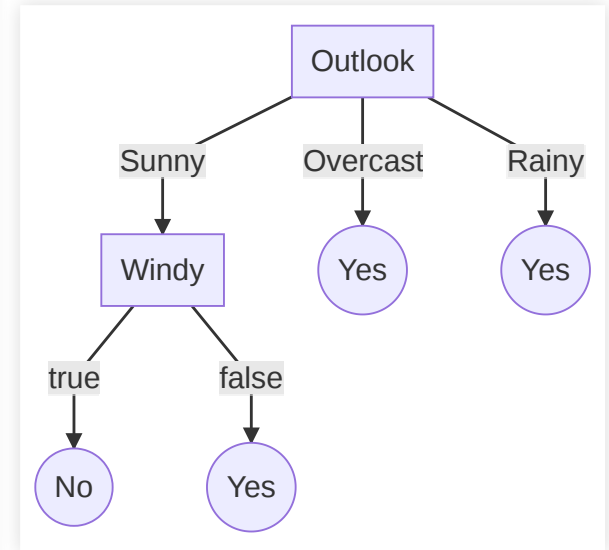 Outlook
Sunny Overcast Rainy
Windy Yes Yes
true false
No Yes